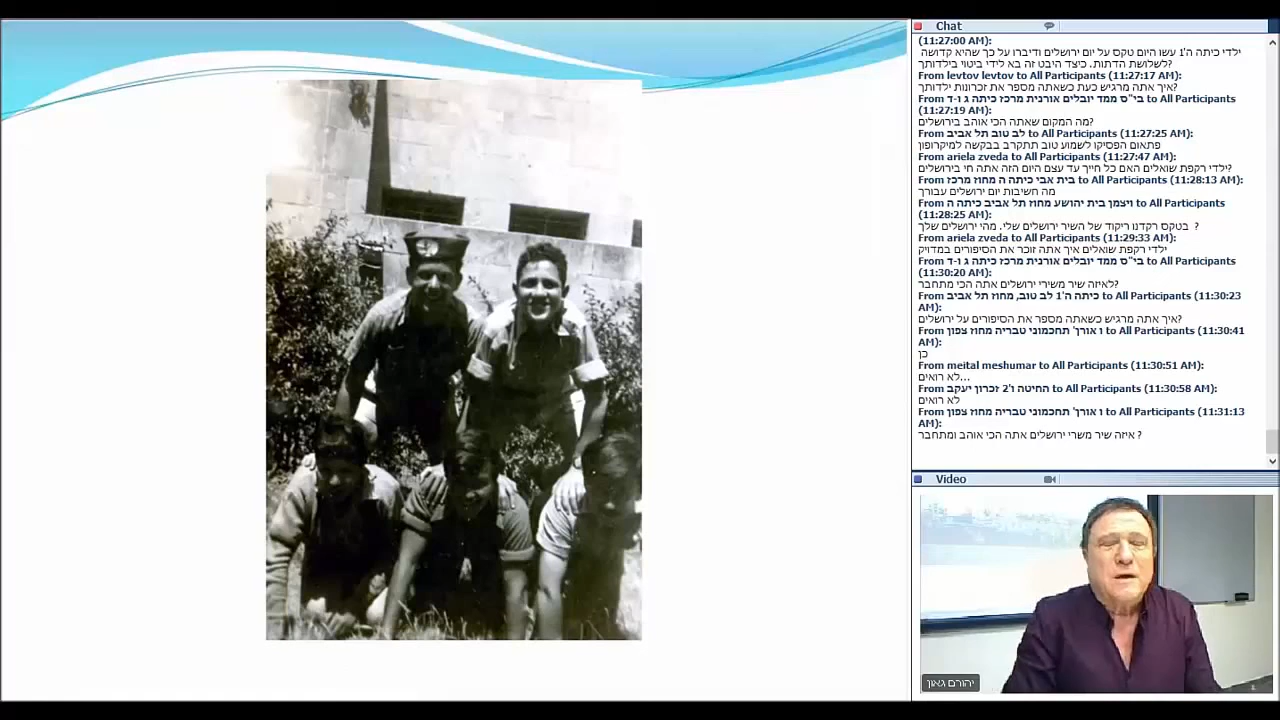 Chat
(11:27:00 AM):
ילדי כיתה ה'1 עשו היום טקס על יום ירושלים ודיברו על כך שהיא קדושה
לשלושת הדתות. כיצד היבט זה בא לידי ביטוי בילדותך?
From levtov levtov to All Participants (11:27:17 AM):
איך אתה מרגיש כעת כשאתה מספר את זכרונות ילדותך?
From בי"ס ממד יובלים אורנית מרכז כיתה ג ו-ד to All Participants
(11:27:19 AM):
מה המקום שאתה הכי אוהב בירושלים?
From לב טוב תל אביב to All Participants (11:27:25 AM):
פתאום הפסיקו לשמוע טוב תתקרב בבקשה למיקרופון
From ariela zveda to All Participants (11:27:47 AM):
ילדי רקפת שואלים האם כל חייך עד עצם היום הזה אתה חי בירושלים?
From בית אבי כיתה ה מחוז מרכז to All Participants (11:28:13 AM):
מה חשיבות יום ירושלים עבורך
From ויצמן בית יהושע מחוז תל אביב כיתה ה to All Participants
(11:28:25 AM):
בטקס רקדנו ריקוד של השיר ירושלים שלי. מהי ירושלים שלך ?
From ariela zveda to All Participants (11:29:33 AM):
ילדי רקפת שואלים איך אתה זוכר את הסיפורים במדויק
From בי"ס ממד יובלים אורנית מרכז כיתה ג ו-ד to All Participants
(11:30:20 AM):
לאיזה שיר משירי ירושלים אתה הכי מתחבר?
From כיתה ה'1 לב טוב, מחוז תל אביב to All Participants (11:30:23
AM):
איך אתה מרגיש כשאתה מספר את הסיפורים על ירושלים?
From ו אורן' תחכמוני טבריה מחוז צפון to All Participants (11:30:41
AM):
כן
From meital meshumar to All Participants (11:30:51 AM):
לא רואים...
From החיטה ו'2 זכרון יעקב to All Participants (11:30:58 AM):
לא רואים
From ו אורן' תחכמוני טבריה מחוז צפון to All Participants (11:31:13
AM):
איזה שיר משרי ירושלים אתה הכי אוהב ומתחבר ?
Video
יהורם גאון